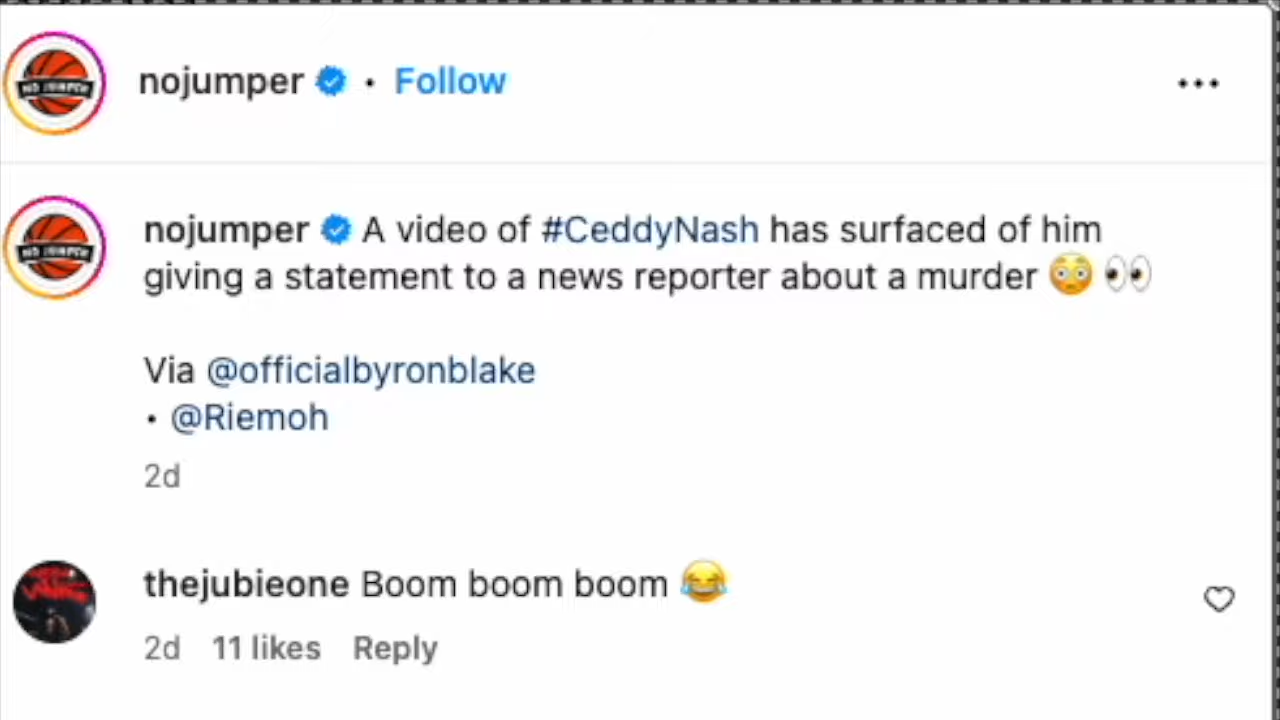 nojumper • Follow
nojumper A video of #CeddyNash has surfaced of him
giving a statement to a news reporter about a murder 😳 👀
Via @officialbyronblake
• @Riemoh
2d
thejubieone Boom boom boom 😂
2d 11 likes Reply